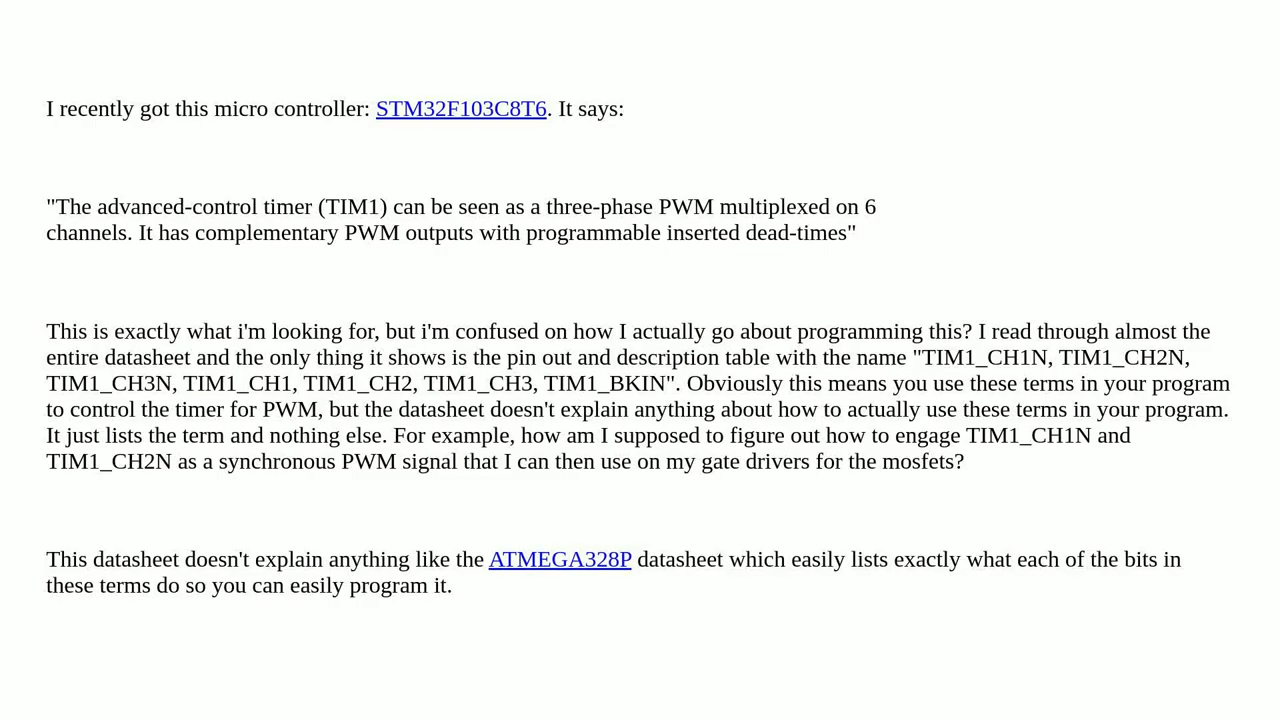 I recently got this micro controller: STM32F103C8T6. It says:
"The advanced-control timer (TIM1) can be seen as a three-phase PWM multiplexed on 6
channels. It has complementary PWM outputs with programmable inserted dead-times"
This is exactly what i'm looking for, but i'm confused on how I actually go about programming this? I read through almost the
entire datasheet and the only thing it shows is the pin out and description table with the name "TIM1_CH1N, TIM1_CH2N,
TIM1_CH3N, TIM1_CH1, TIM1_CH2, TIM1_CH3, TIM1_BKIN". Obviously this means you use these terms in your program
to control the timer for PWM, but the datasheet doesn't explain anything about how to actually use these terms in your program.
It just lists the term and nothing else. For example, how am I supposed to figure out how to engage TIM1_CH1N and
TIM1_CH2N as a synchronous PWM signal that I can then use on my gate drivers for the mosfets?
This datasheet doesn't explain anything like the ATMEGA328P datasheet which easily lists exactly what each of the bits in
these terms do so you can easily program it.